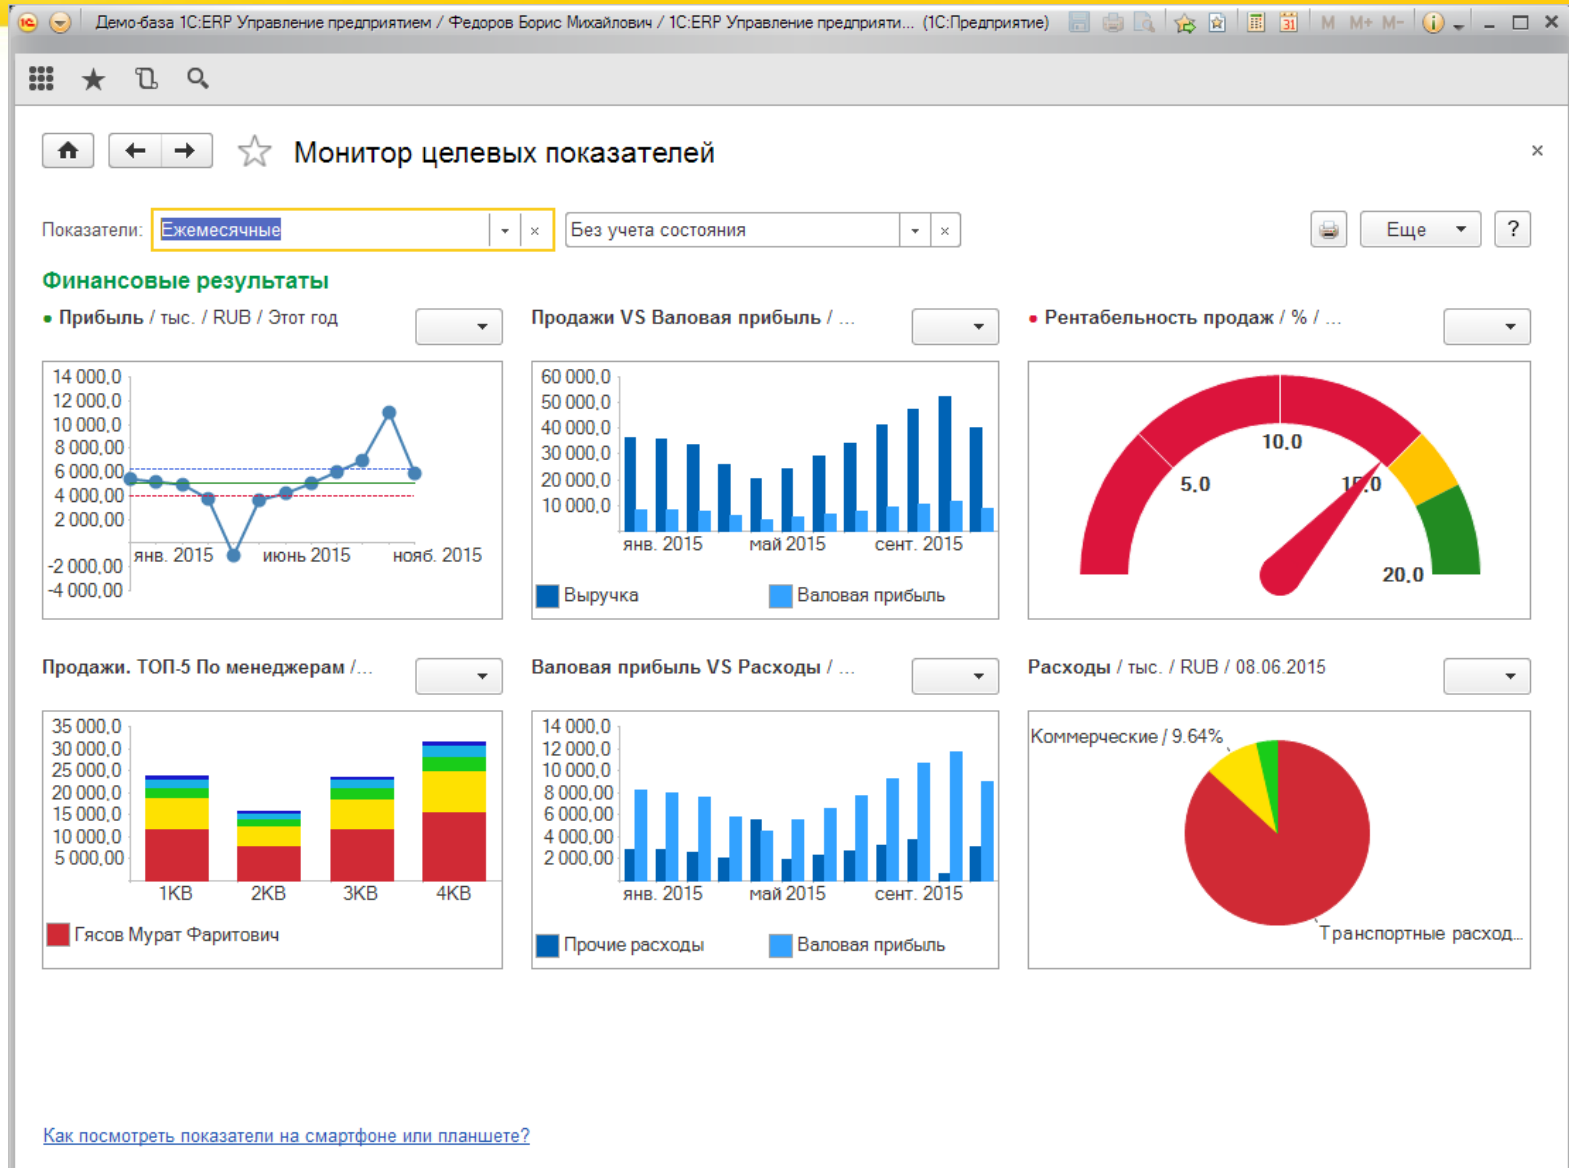 Демо-база 1С:ERP Управление предприятием / Федоров Борис Михайлович / 1С:ERP Управление предприяти... (1С:Предприятие)
31 M M+ M-
Монитор целевых показателей
Показатели: Ежемесячные Без учета состояния Еще ?
Финансовые результаты
Прибыль / тыс. / RUB / Этот год
14 000,0
12 000,0
10 000,0
8 000,00
6 000,00
4 000,00
2 000,00
-2 000,00
-4 000,00
янв. 2015 июнь 2015 нояб. 2015
Продажи VS Валовая прибыль / ...
60 000,0
50 000,0
40 000,0
30 000,0
20 000,0
10 000,0
янв. 2015 май 2015 сент. 2015
Выручка Валовая прибыль
Рентабельность продаж / % / ...
5,0
10,0
15,0
20,0
Продажи. ТОП-5 По менеджерам /...
35 000,0
30 000,0
25 000,0
20 000,0
15 000,0
10 000,0
5 000,00
1КВ 2КВ 3КВ 4КВ
Гясов Мурат Фаритович
Валовая прибыль VS Расходы / ...
14 000,0
12 000,0
10 000,0
8 000,00
6 000,00
4 000,00
2 000,00
янв. 2015 май 2015 сент. 2015
Прочие расходы Валовая прибыль
Расходы / тыс. / RUB / 08.06.2015
Коммерческие / 9.64%
Транспортные расход...
Как посмотреть показатели на смартфоне или планшете?